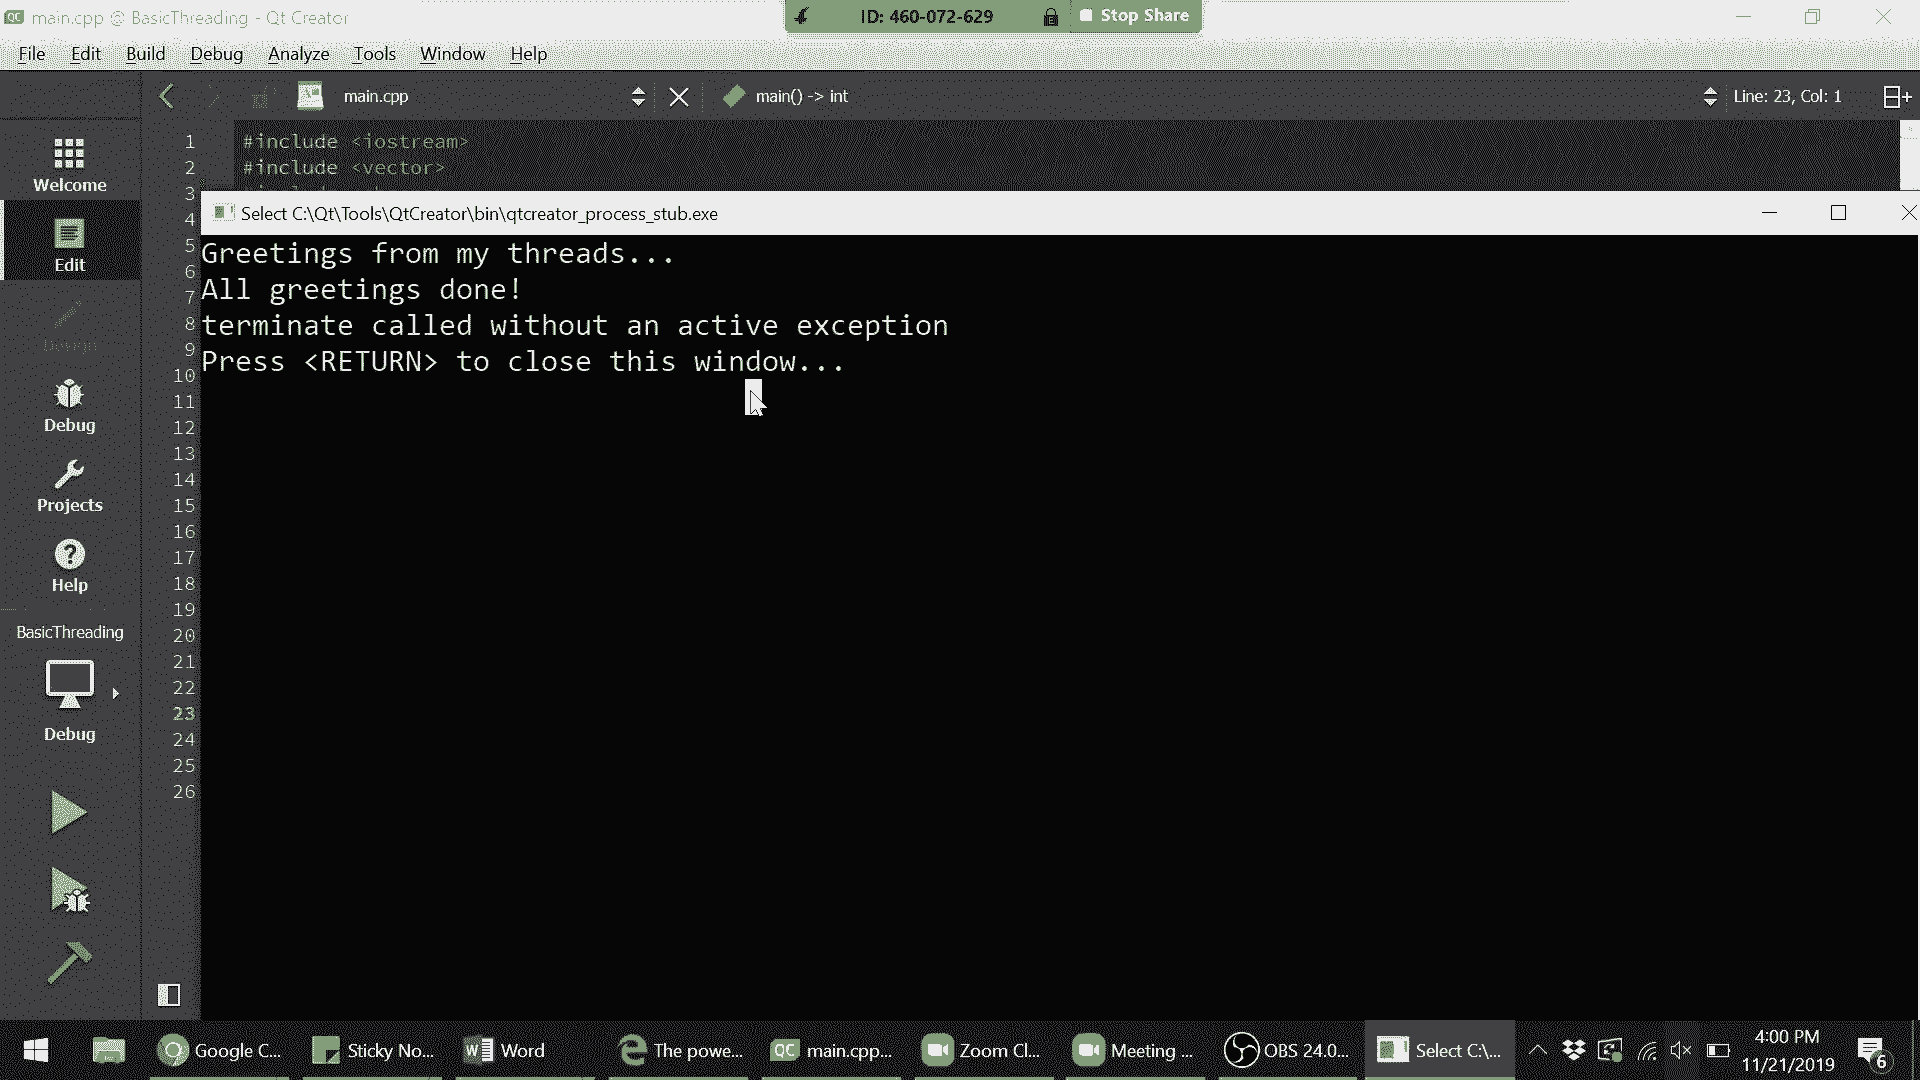 main.cpp @ BasicThreading - Qt Creator
ID: 460-072-629
Stop Share
File Edit Build Debug Analyze Tools Window Help
main.cpp
main() -> int
Line: 23, Col: 1
Welcome
Edit
Design
Debug
Projects
Help
BasicThreading
Debug
1 #include <iostream>
2 #include <vector>
3
4
5
6
7
8
9
10
11
12
13
14
15
16
17
18
19
20
21
22
23
24
25
26
Select C:\Qt\Tools\QtCreator\bin\qtcreator_process_stub.exe
Greetings from my threads...
All greetings done!
terminate called without an active exception
Press <RETURN> to close this window...
Google C...
Sticky No...
Word
The powe...
main.cpp...
Zoom Cl...
Meeting ...
OBS 24.0...
Select C:\...
4:00 PM
11/21/2019
6